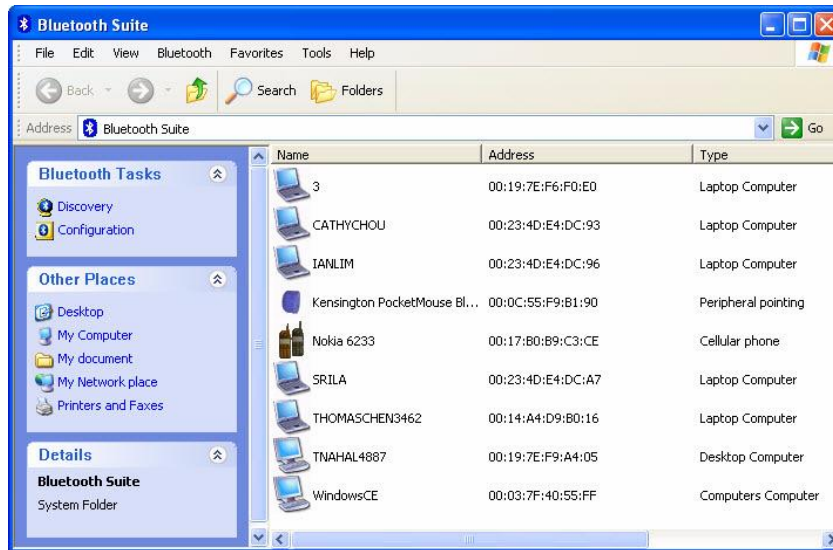 Bluetooth Suite
File Edit View Bluetooth Favorites Tools Help
Back Search Folders
Address Bluetooth Suite Go
Bluetooth Tasks
Discovery
Configuration
Other Places
Desktop
My Computer
My document
My Network place
Printers and Faxes
Details
Bluetooth Suite
System Folder
Name Address Type
3 00:19:7E:F6:F0:E0 Laptop Computer
CATHYCHOU 00:23:4D:E4:DC:93 Laptop Computer
IANLIM 00:23:4D:E4:DC:96 Laptop Computer
Kensington PocketMouse Bl... 00:0C:55:F9:B1:90 Peripheral pointing
Nokia 6233 00:17:B0:B9:C3:CE Cellular phone
SRILA 00:23:4D:E4:DC:A7 Laptop Computer
THOMASCHEN3462 00:14:A4:D9:B0:16 Laptop Computer
TNAHAL4887 00:19:7E:F9:A4:05 Desktop Computer
WindowsCE 00:03:7F:40:55:FF Computers Computer